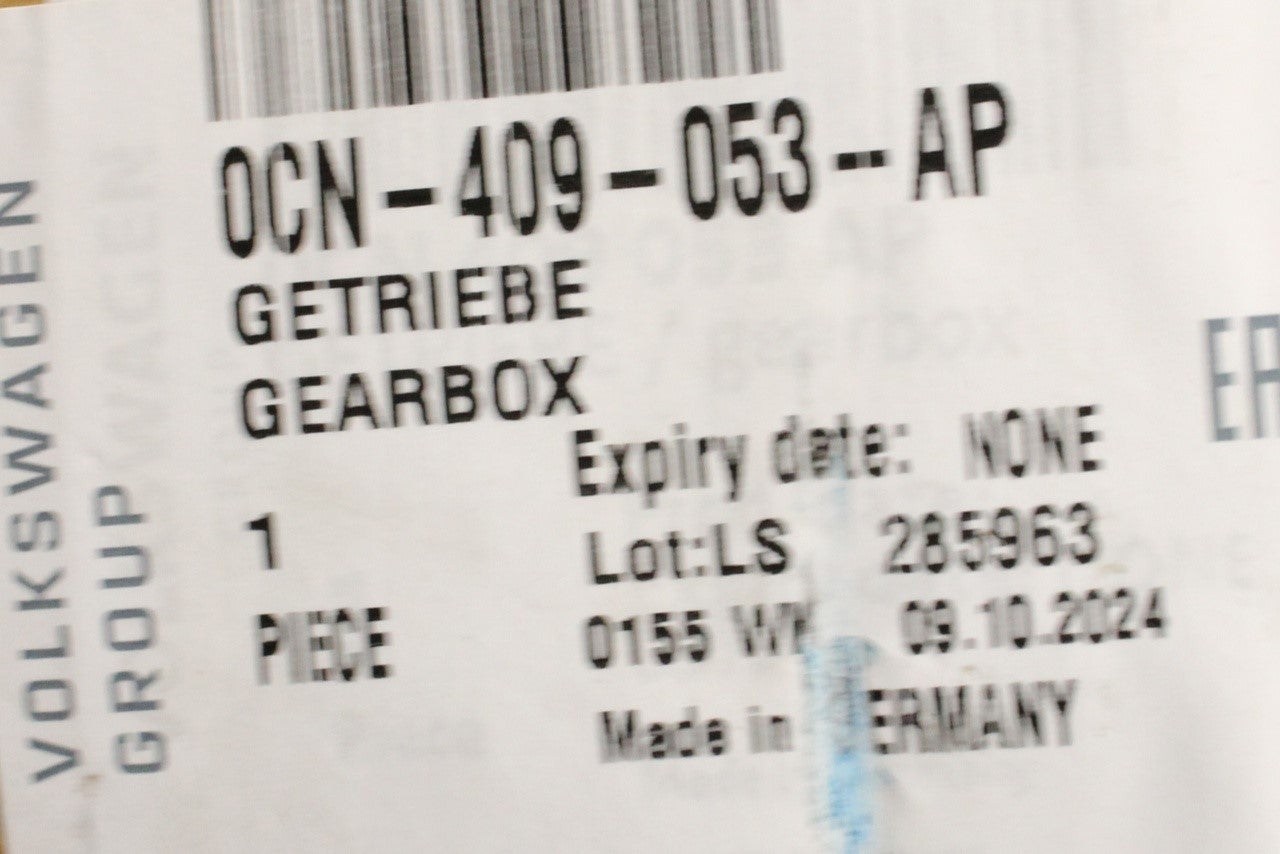 0CN-409-053--AP
GETRIEBE
GEARBOX
Expiry date: NONE
1
Lot:LS 285963
PIECE
0155 09.10.2024
Made in GERMANY
VOLKSWAGEN
GROUP